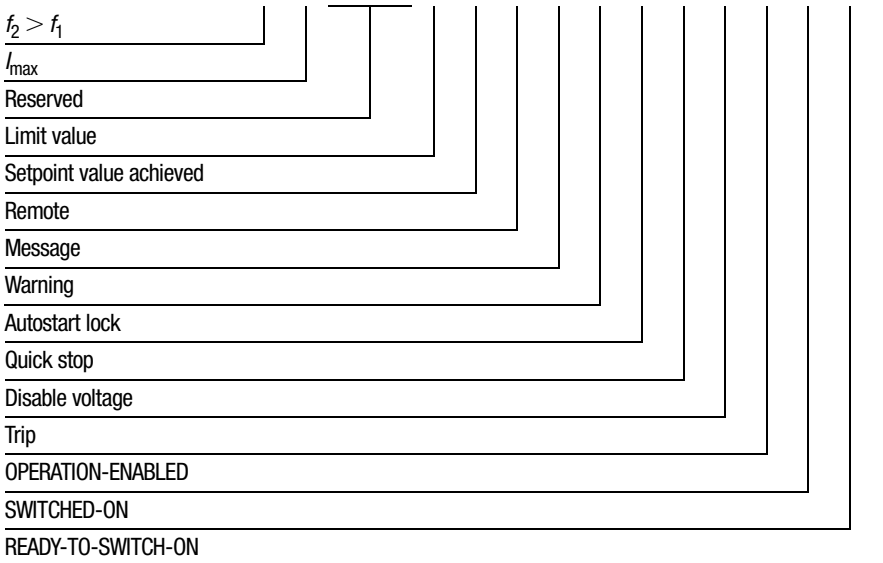 f2 > f1
Imax
Reserved
Limit value
Setpoint value achieved
Remote
Message
Warning
Autostart lock
Quick stop
Disable voltage
Trip
OPERATION-ENABLED
SWITCHED-ON
READY-TO-SWITCH-ON